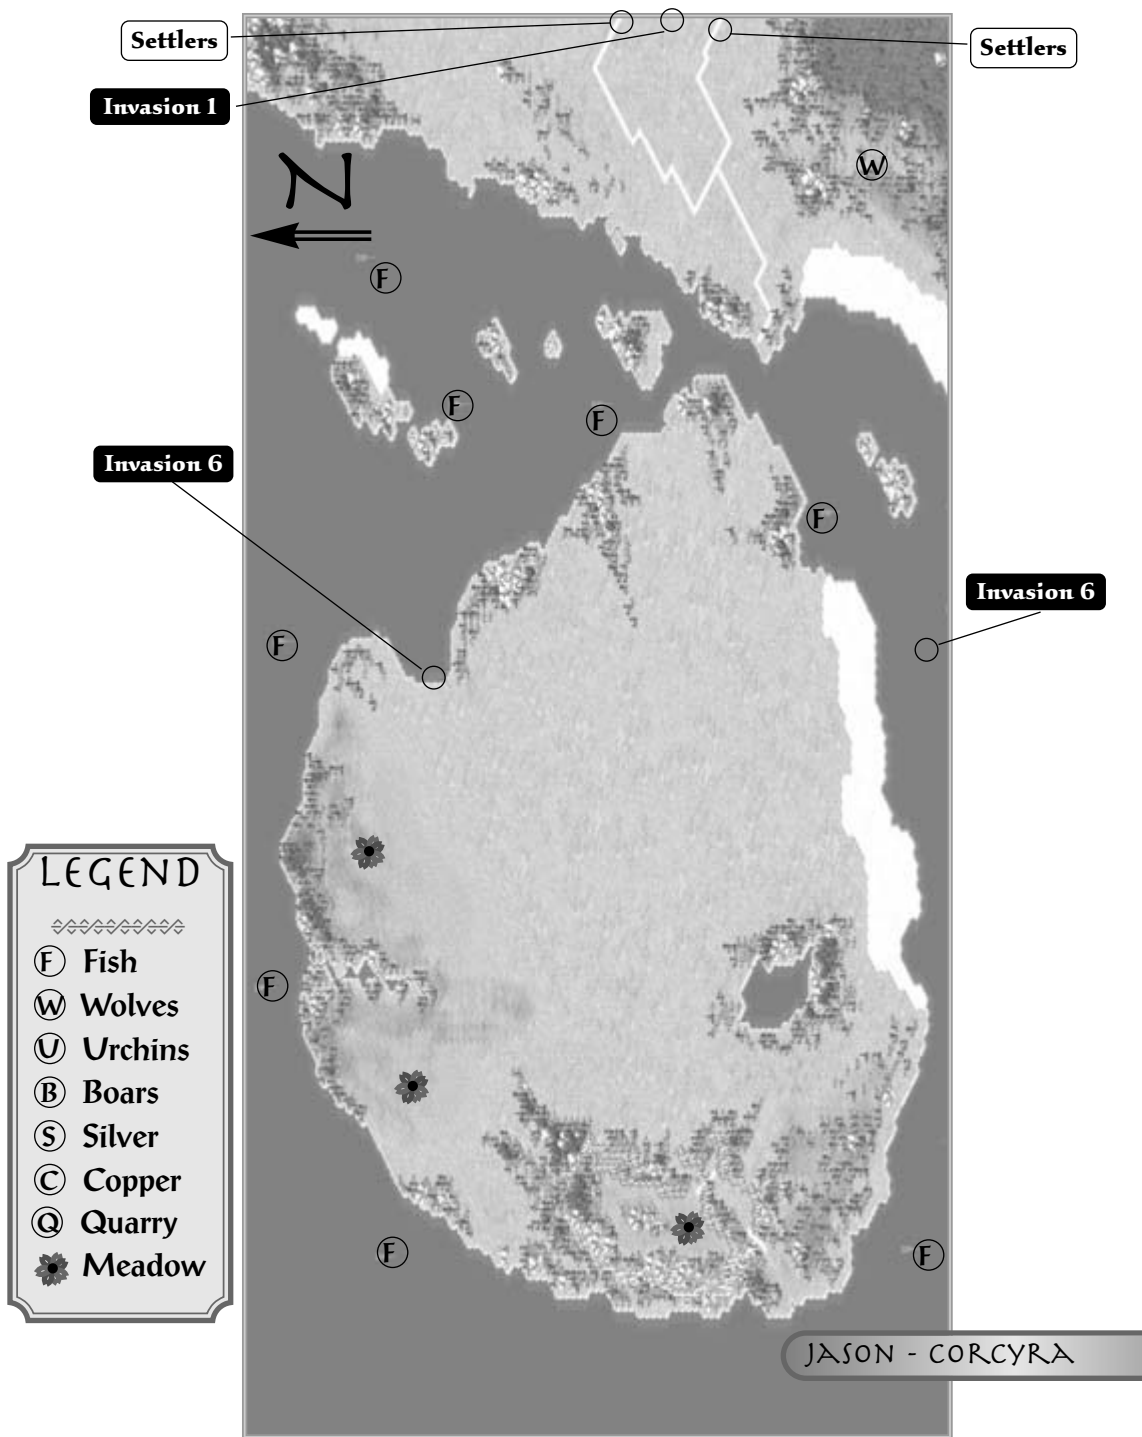 Settlers
Settlers
Invasion 1
W
N
F
F
F
Invasion 6
F
Invasion 6
F
LEGEND
F Fish
W Wolves
U Urchins
B Boars
S Silver
C Copper
Q Quarry
Meadow
F
F
F
JASON - CORCYRA